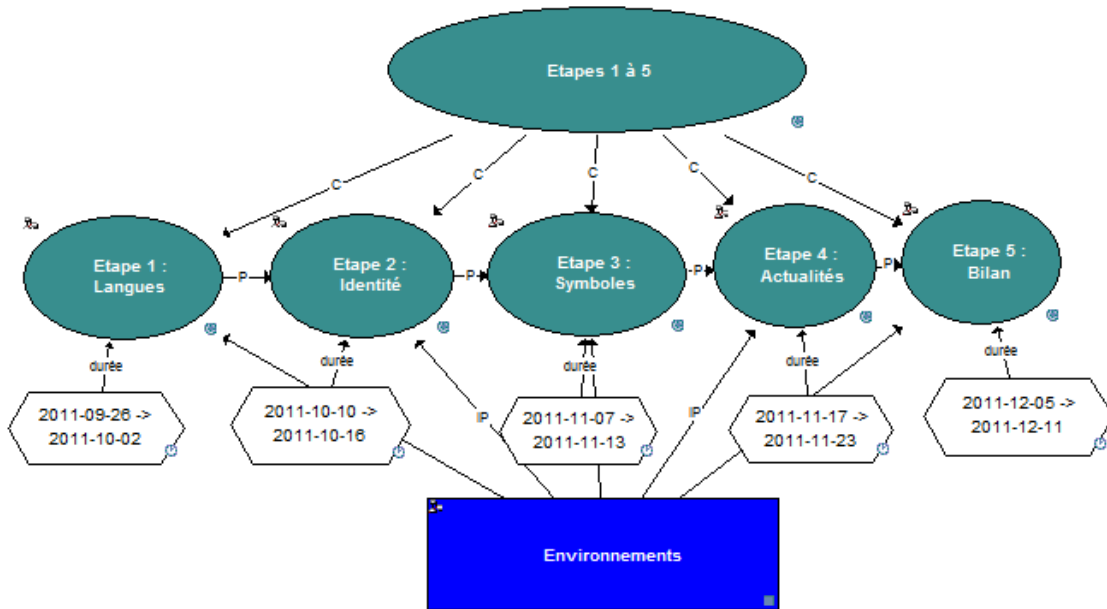 Etapes 1 à 5
C
C
C
C
C
Etape 1 :
Langues
P
Etape 2 :
Identité
P
Etape 3 :
Symboles
P
Etape 4 :
Actualités
P
Etape 5 :
Bilan
durée
durée
durée
durée
durée
2011-09-26 ->
2011-10-02
2011-10-10 ->
2011-10-16
2011-11-07 ->
2011-11-13
2011-11-17 ->
2011-11-23
2011-12-05 ->
2011-12-11
IP
IP
Environnements